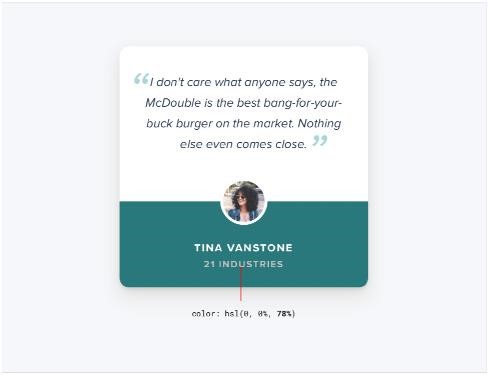 “I don't care what anyone says, the
McDouble is the best bang-for-your-
buck burger on the market. Nothing
else even comes close. ”
TINA VANSTONE
21 INDUSTRIES
color: hsl(0, 0%, 78%)